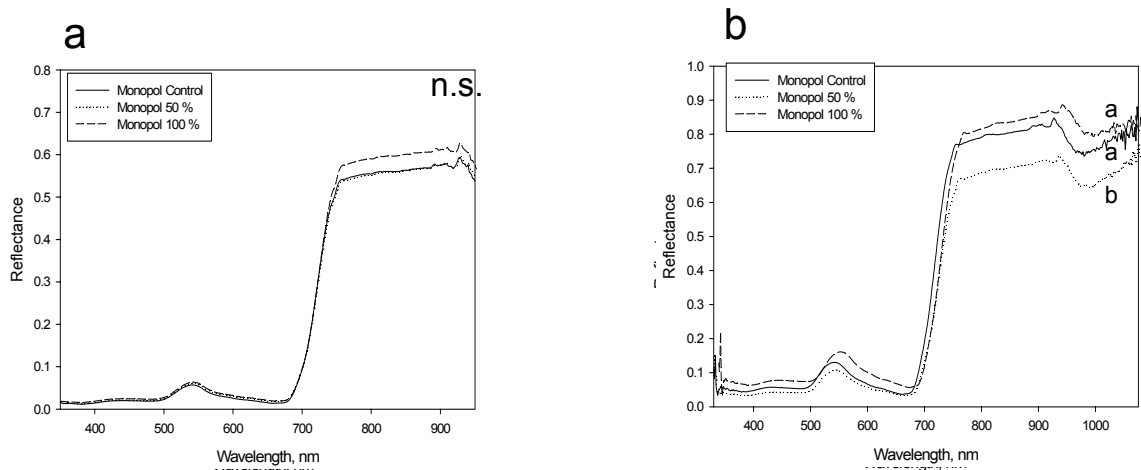 a
n.s.
Monopol Control
Monopol 50 %
Monopol 100 %
0.8
0.7
0.6
0.5
0.4
0.3
0.2
0.1
0.0
Reflectance
400 500 600 700 800 900
Wavelength, nm
b
Monopol Control
Monopol 50 %
Monopol 100 %
a
a
b
1.0
0.9
0.8
0.7
0.6
0.5
0.4
0.3
0.2
0.1
0.0
Reflectance
400 500 600 700 800 900 1000
Wavelength, nm